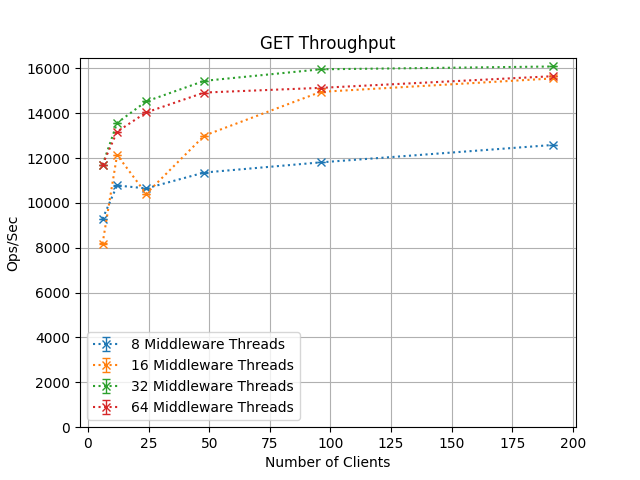 GET Throughput
16000
14000
12000
10000
8000
6000
4000
2000
0
Ops/Sec
8 Middleware Threads
16 Middleware Threads
32 Middleware Threads
64 Middleware Threads
0 25 50 75 100 125 150 175 200
Number of Clients